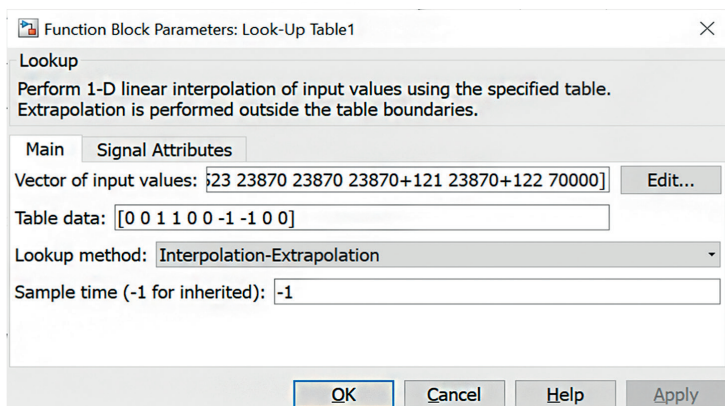 Function Block Parameters: Look-Up Table1
Lookup
Perform 1-D linear interpolation of input values using the specified table.
Extrapolation is performed outside the table boundaries.
Main Signal Attributes
Vector of input values: 523 23870 23870 23870+121 23870+122 70000] Edit...
Table data: [0 0 1 1 0 0 -1 -1 0 0]
Lookup method: Interpolation-Extrapolation
Sample time (-1 for inherited): -1
OK Cancel Help Apply